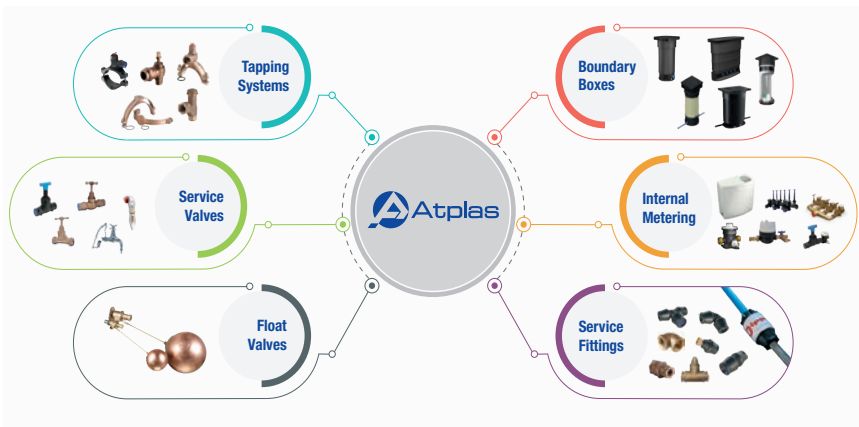 Tapping
Systems
Boundary
Boxes
Service
Valves
Atplas
Internal
Metering
Float
Valves
Service
Fittings